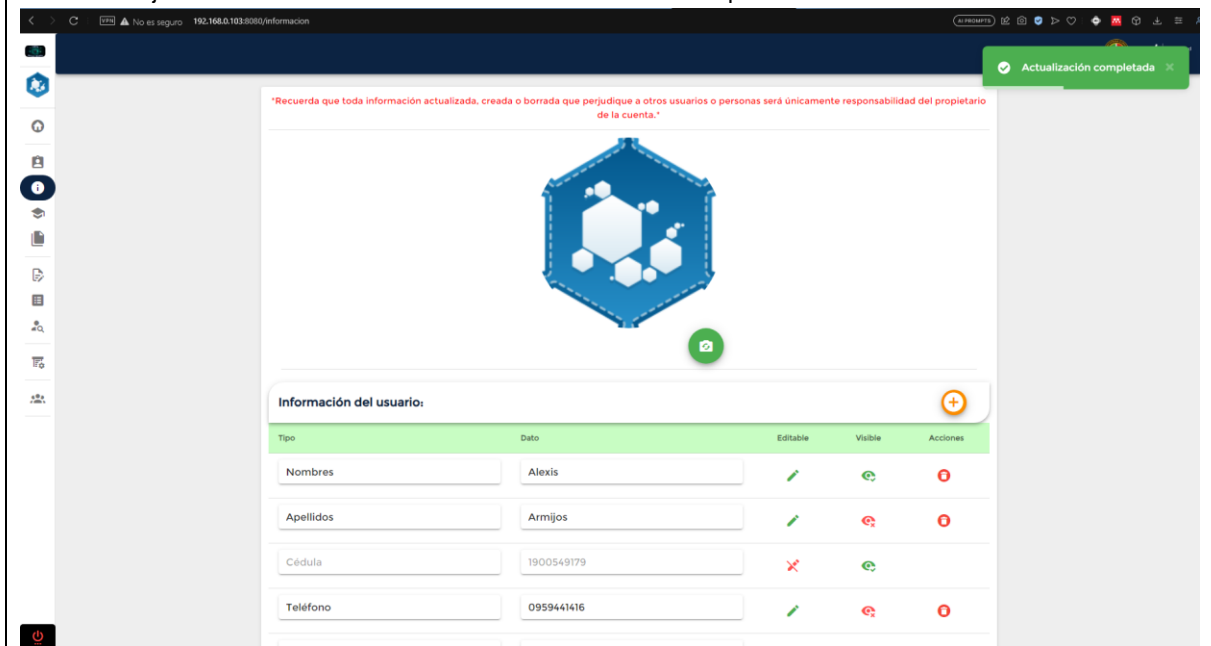 VPN No es seguro 192.168.0.103:8080/informacion AI PROMPTS
Actualización completada
*Recuerda que toda información actualizada, creada o borrada que perjudique a otros usuarios o personas será únicamente responsabilidad del propietario
de la cuenta.*
Información del usuario:
Tipo Dato Editable Visible Acciones
Nombres Alexis
Apellidos Armijos
Cédula 1900549179
Teléfono 0959441416